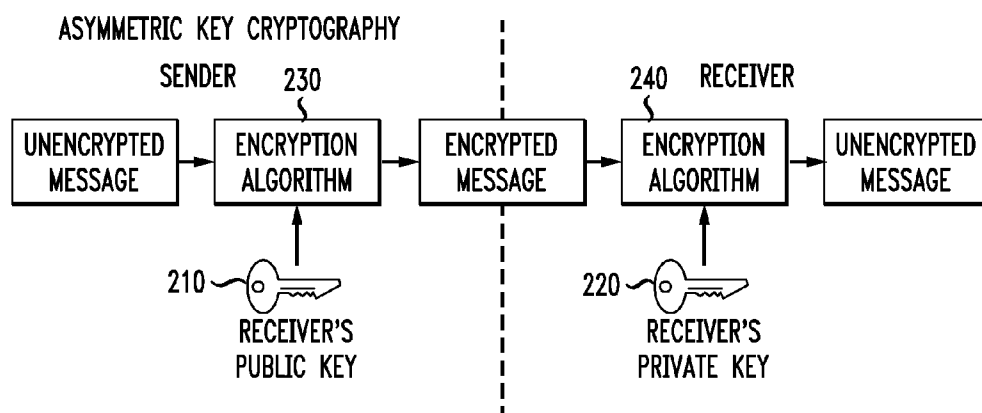 ASYMMETRIC KEY CRYPTOGRAPHY
SENDER
230
240
RECEIVER
UNENCRYPTED
MESSAGE
ENCRYPTION
ALGORITHM
ENCRYPTED
MESSAGE
ENCRYPTION
ALGORITHM
UNENCRYPTED
MESSAGE
210
RECEIVER'S
PUBLIC KEY
220
RECEIVER'S
PRIVATE KEY